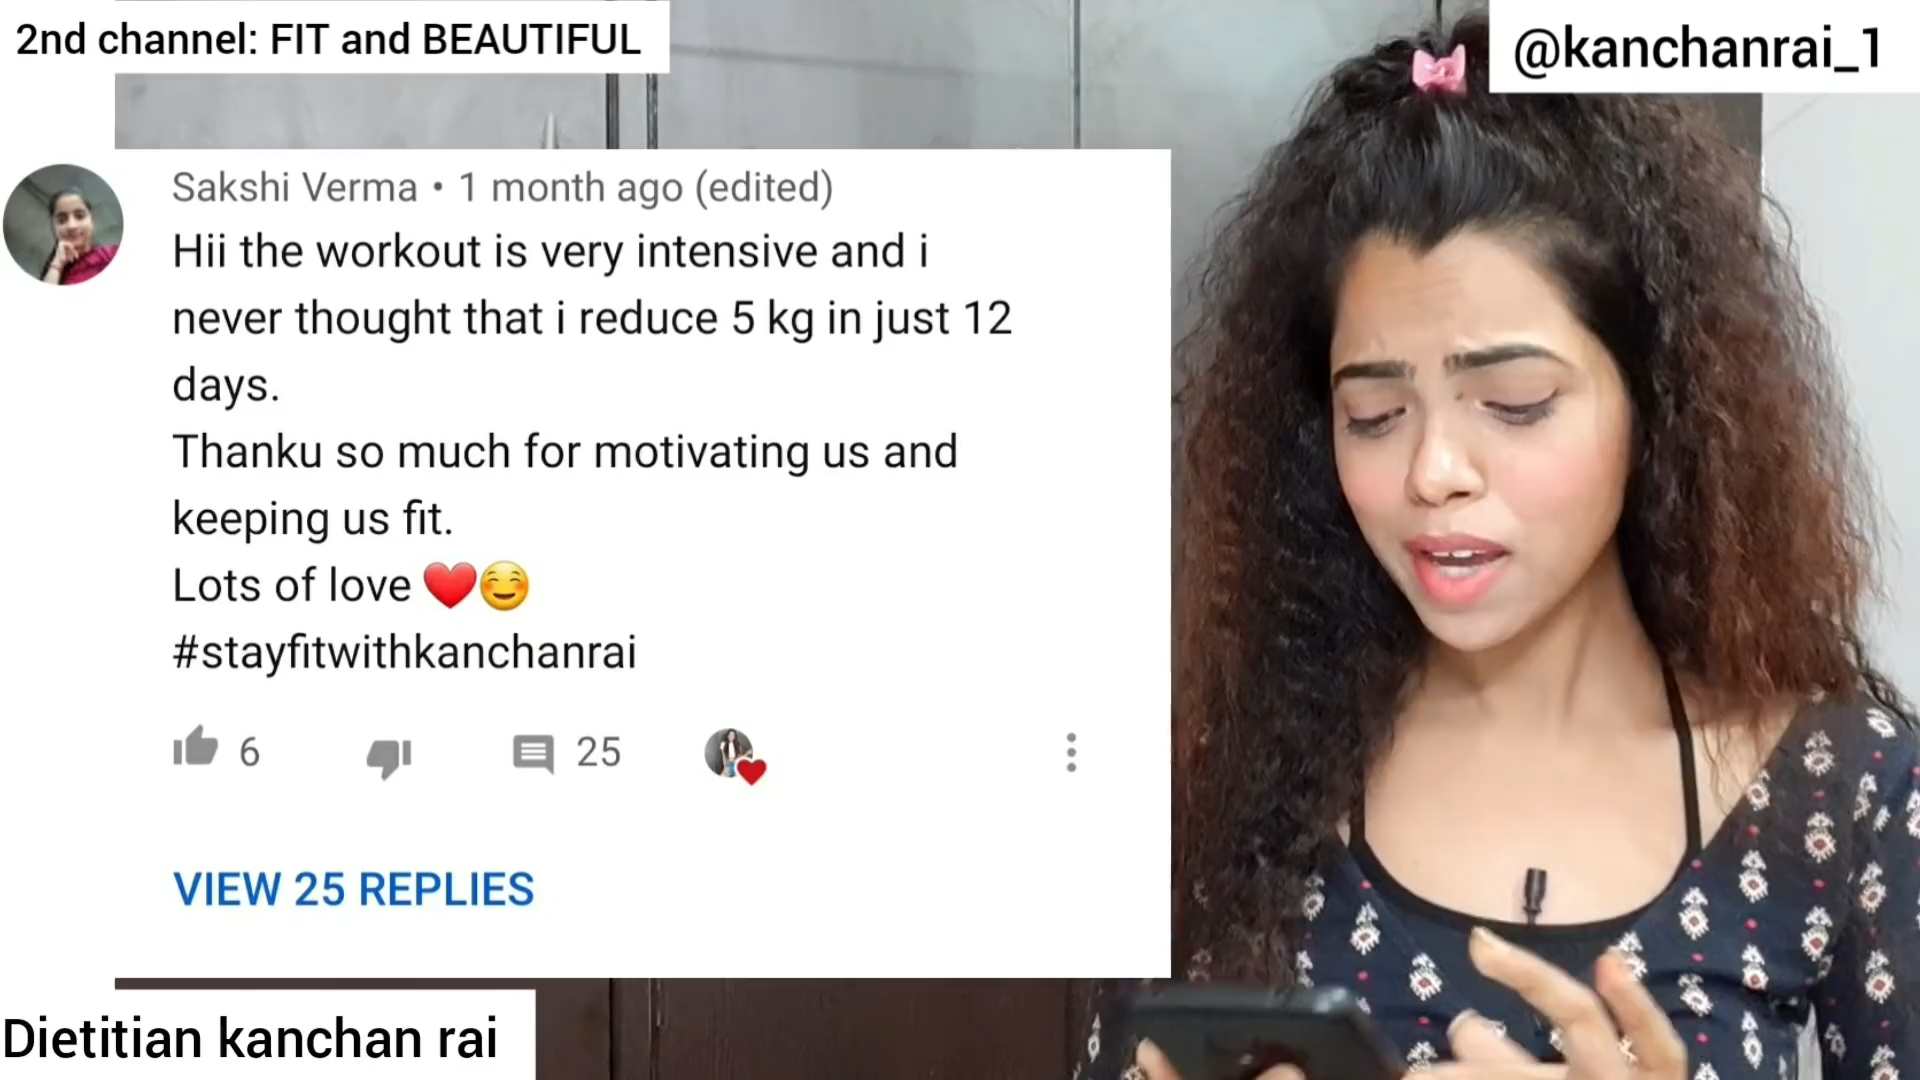 2nd channel: FIT and BEAUTIFUL
@kanchanrai_1
Sakshi Verma • 1 month ago (edited)
Hii the workout is very intensive and i
never thought that i reduce 5 kg in just 12
days.
Thanku so much for motivating us and
keeping us fit.
Lots of love ❤️☺️
#stayfitwithkanchanrai
6
25
VIEW 25 REPLIES
Dietitian kanchan rai